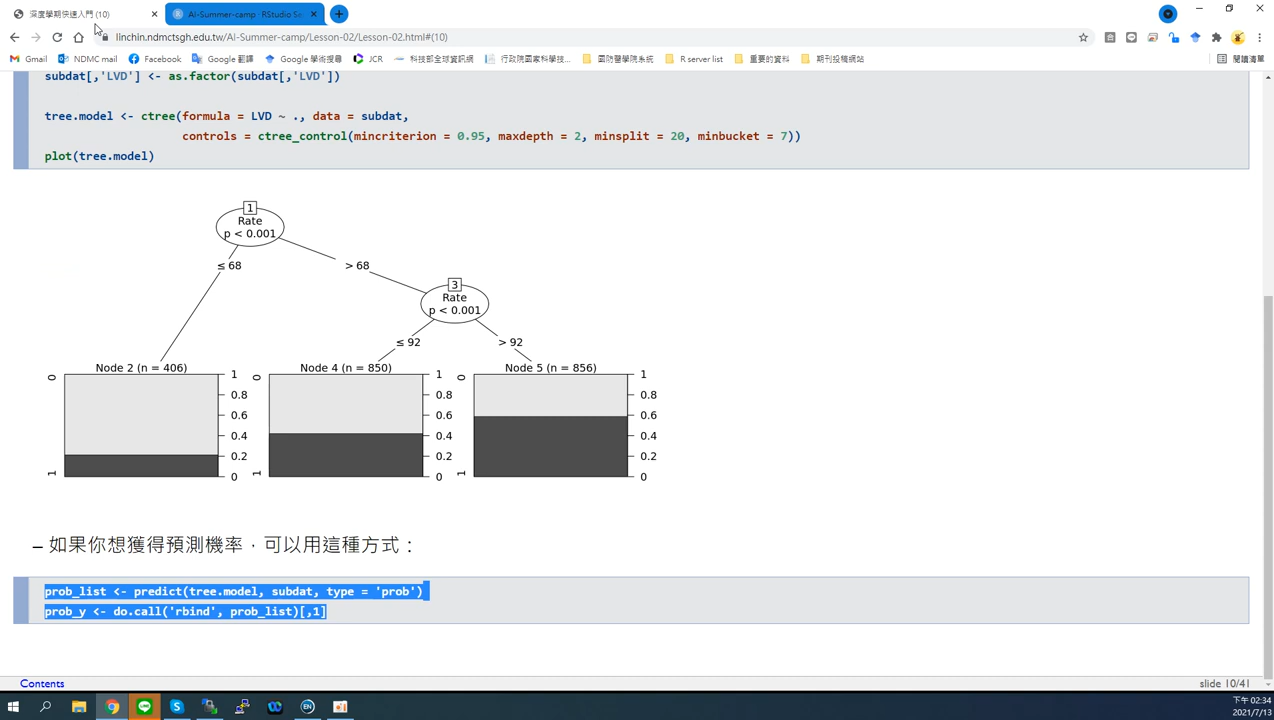 深度學期快速入門 (10)
AI-Summer-camp - RStudio Se
linchin.ndmctsgh.edu.tw/AI-Summer-camp/Lesson-02/Lesson-02.html#(10)
Gmail NDMC mail Facebook Google 翻譯 Google 學術搜尋 JCR 科技部全球資訊網 行政院國家科學技... 國防醫學院系統 R server list 重要的資料 期刊投稿網站 閱讀清單
subdat[,'LVD'] <- as.factor(subdat[,'LVD'])
tree.model <- ctree(formula = LVD ~ ., data = subdat,
controls = ctree_control(mincriterion = 0.95, maxdepth = 2, minsplit = 20, minbucket = 7))
plot(tree.model)
1
Rate
p < 0.001
≤ 68 > 68
3
Rate
p < 0.001
≤ 92 > 92
Node 2 (n = 406) Node 4 (n = 850) Node 5 (n = 856)
0 1 0 1 0 1
0.8 0.8 0.8
0.6 0.6 0.6
0.4 0.4 0.4
0.2 0.2 0.2
1 0 1 0 1 0
– 如果你想獲得預測機率，可以用這種方式：
prob_list <- predict(tree.model, subdat, type = 'prob')
prob_y <- do.call('rbind', prob_list)[,1]
Contents
slide 10/41
EN
下午 02:34
2021/7/13